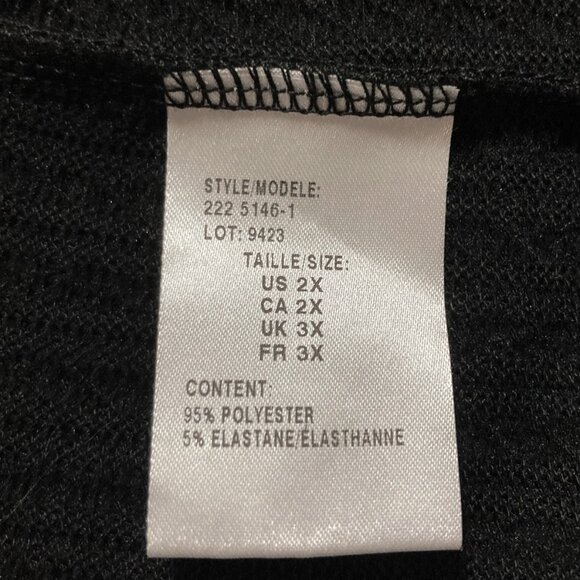 STYLE/MODELE:
222 5146-1
LOT: 9423
TAILLE/SIZE:
US 2X
CA 2X
UK 3X
FR 3X
CONTENT:
95% POLYESTER
5% ELASTANE/ÉLASTHANNE